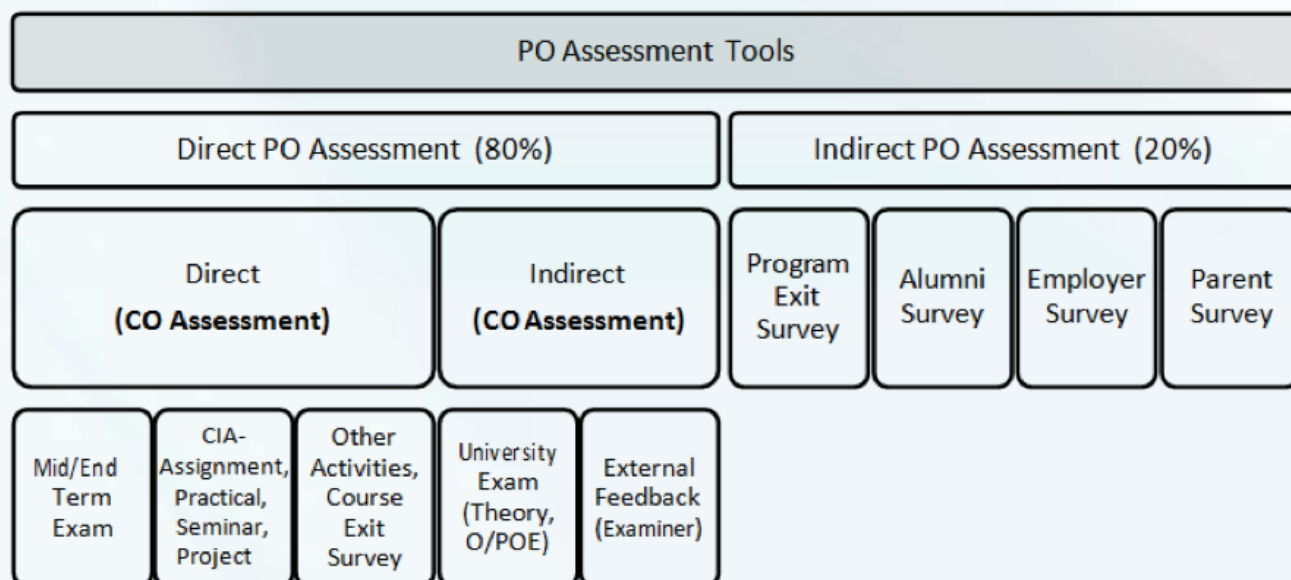 PO Assessment Tools
Direct PO Assessment (80%)
Indirect PO Assessment (20%)
Direct
(CO Assessment)
Indirect
(CO Assessment)
Program
Exit
Survey
Alumni
Survey
Employer
Survey
Parent
Survey
Mid/End
Term
Exam
CIA-
Assignment,
Practical,
Seminar,
Project
Other
Activities,
Course
Exit
Survey
University
Exam
(Theory,
O/POE)
External
Feedback
(Examiner)